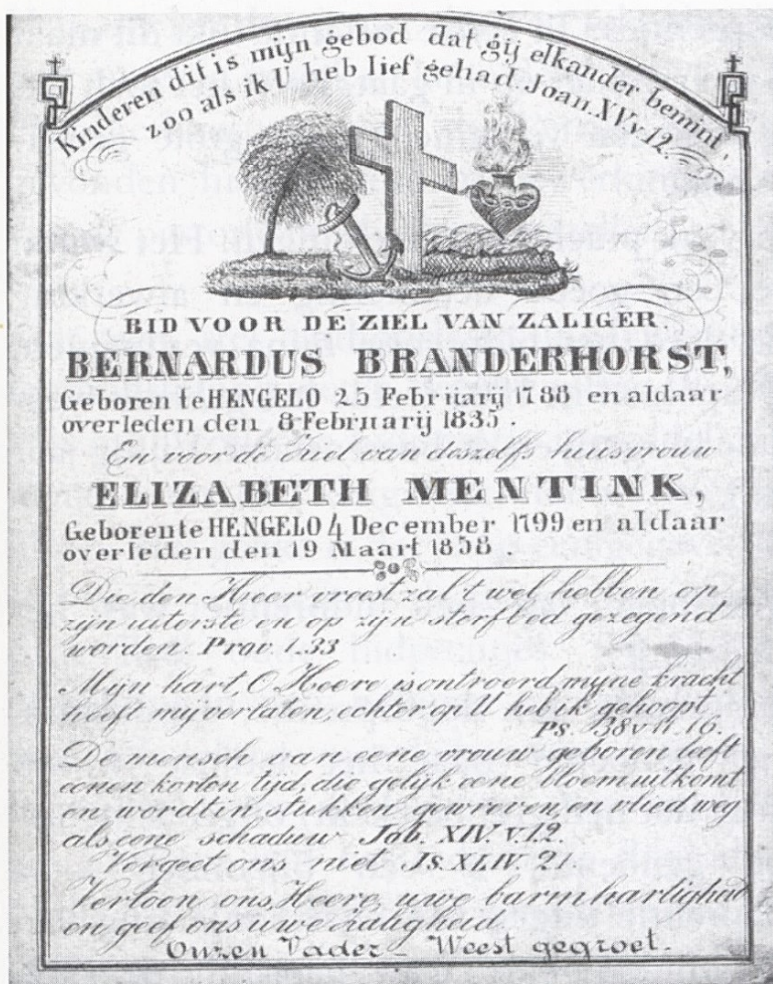 Kinderen dit is mijn gebod dat gij elkander bemint,
zoo als ik U heb lief gehad. Joan. XV v. 12.
BID VOOR DE ZIEL VAN ZALIGER.
BERNARDUS BRANDERHORST,
Geboren te HENGELO 25 Februarij 1788 en aldaar
overleden den 8 Februarij 1835.
En voor de Ziel van deszelfs huisvrouw
ELIZABETH MENTINK,
Geboren te HENGELO 4 December 1799 en aldaar
overleden den 19 Maart 1858.
Die den Heer vreest zal 't wel hebben op
zijn uiterste en op zijn sterfbed gezegend
worden. Prov. 1.33
Mijn hart, O Heere is ontroerd, myne kracht
heeft mij verlaten, echter op U heb ik gehoopt
Ps. 38 v 11. 16.
De mensch van eene vrouw geboren leeft
eenen korten tijd, die gelijk eene bloem uitkomt
en wordt in stukken gewreven, en vlied weg
als eene schaduw. Job. XIV. v. 1.2.
Vergeet ons niet Js. XLIV. 21.
Vertoon ons, Heere, uwe barmhartigheid
en geef ons uwe Zaligheid.
Onzen Vader - Weest gegroet.